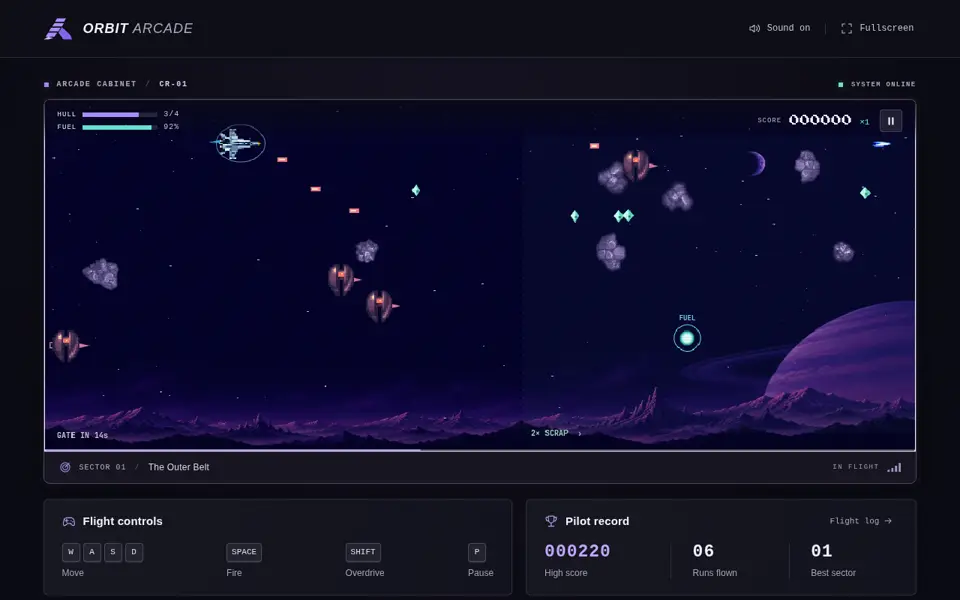 ORBIT ARCADE
Sound on
Fullscreen
ARCADE CABINET / CR-01
SYSTEM ONLINE
HULL 3/4
FUEL 92%
SCORE 000000 ×1
FUEL
GATE IN 14s
2× SCRAP ›
SECTOR 01 / The Outer Belt
IN FLIGHT
Flight controls
W A S D
Move
SPACE
Fire
SHIFT
Overdrive
P
Pause
Pilot record
Flight log →
000220
High score
06
Runs flown
01
Best sector